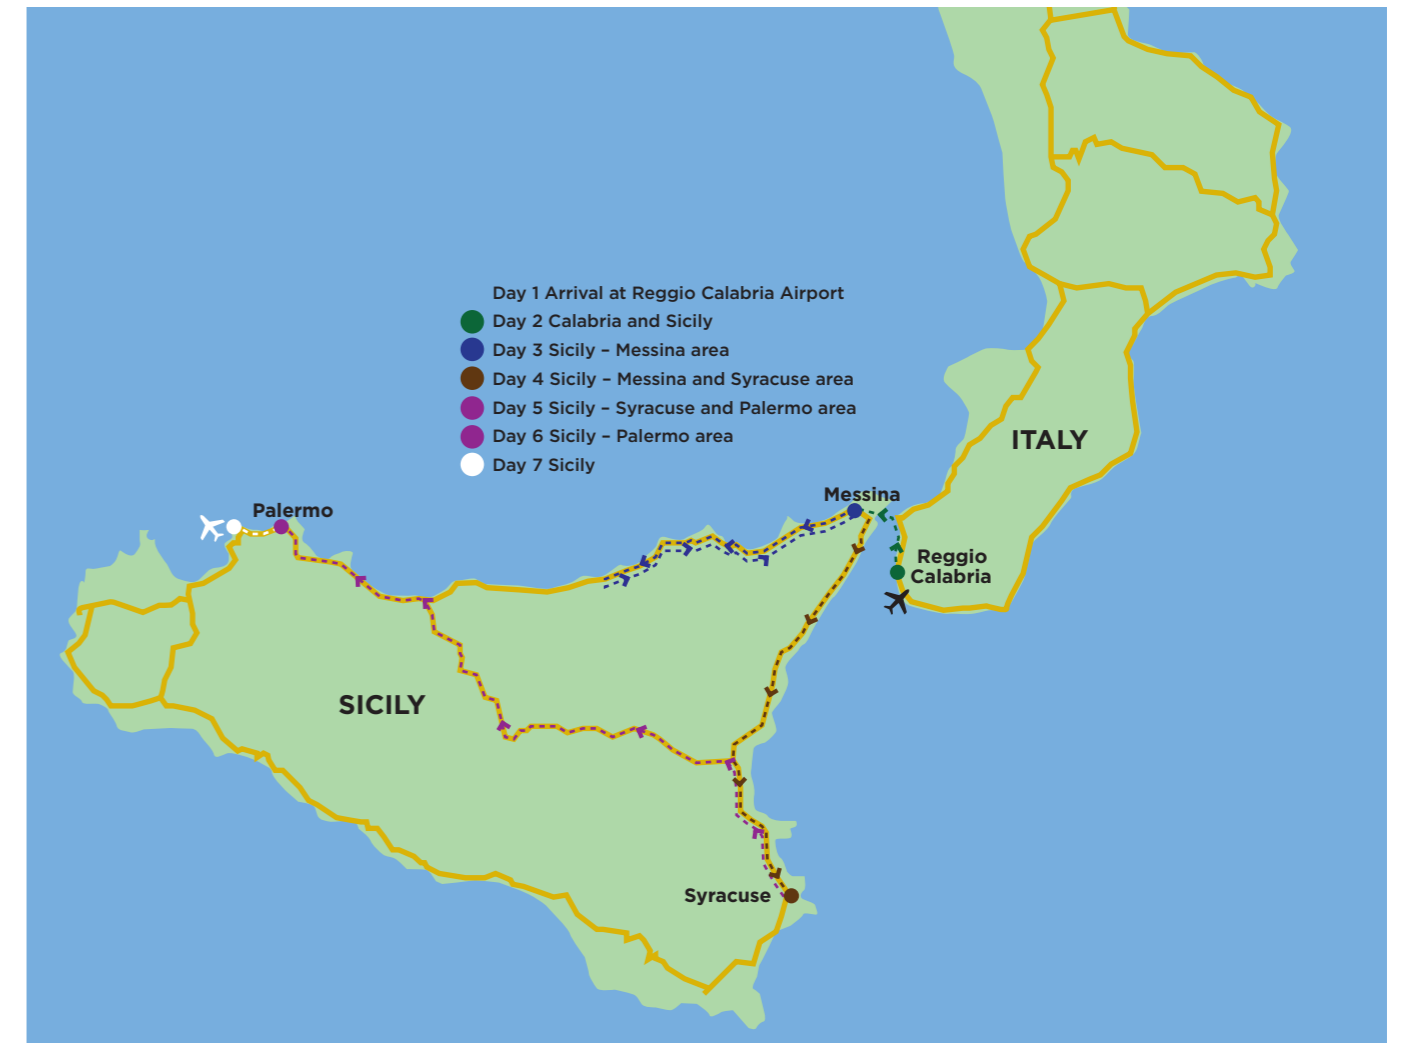 Day 1 Arrival at Reggio Calabria Airport
Day 2 Calabria and Sicily
Day 3 Sicily – Messina area
Day 4 Sicily – Messina and Syracuse area
Day 5 Sicily – Syracuse and Palermo area
Day 6 Sicily – Palermo area
Day 7 Sicily
ITALY
Messina
Palermo
Reggio
Calabria
SICILY
Syracuse